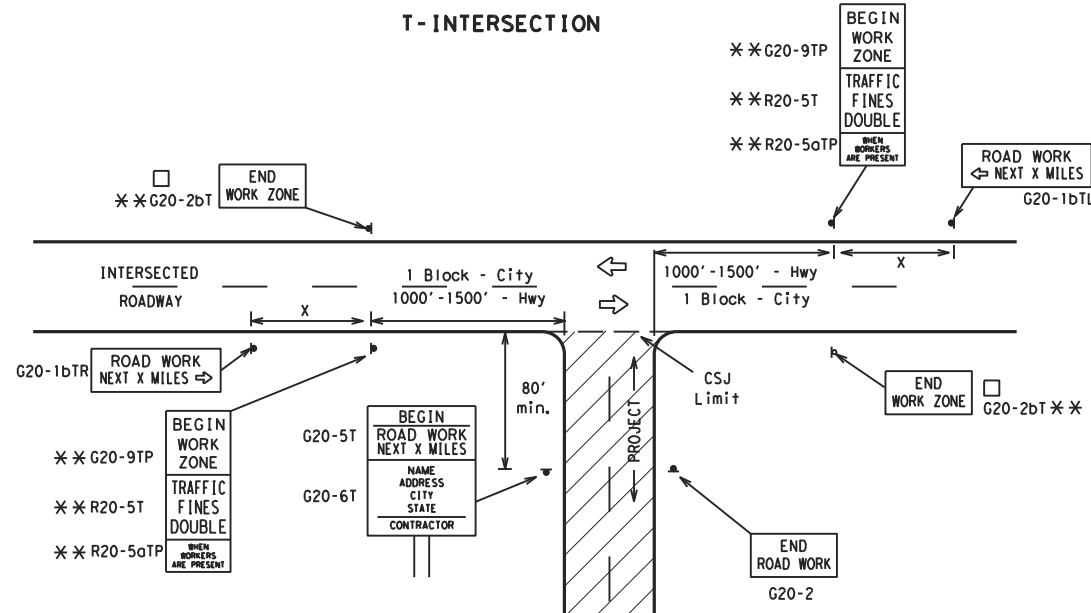 T-INTERSECTION
BEGIN
WORK
ZONE
**G20-9TP
TRAFFIC
FINES
DOUBLE
**R20-5T
WHEN
WORKERS
ARE PRESENT
**R20-5aTP
ROAD WORK
⇦ NEXT X MILES
G20-1bTL
□
**G20-2bT
END
WORK ZONE
INTERSECTED
ROADWAY
1 Block - City
1000'-1500' - Hwy
1000'-1500' - Hwy
1 Block - City
X
X
G20-1bTR
ROAD WORK
NEXT X MILES ⇨
80'
min.
CSJ
Limit
PROJECT
END
WORK ZONE
□
G20-2bT **
BEGIN
WORK
ZONE
**G20-9TP
TRAFFIC
FINES
DOUBLE
**R20-5T
WHEN
WORKERS
ARE PRESENT
**R20-5aTP
G20-5T
BEGIN
ROAD WORK
NEXT X MILES
G20-6T
NAME
ADDRESS
CITY
STATE
CONTRACTOR
END
ROAD WORK
G20-2